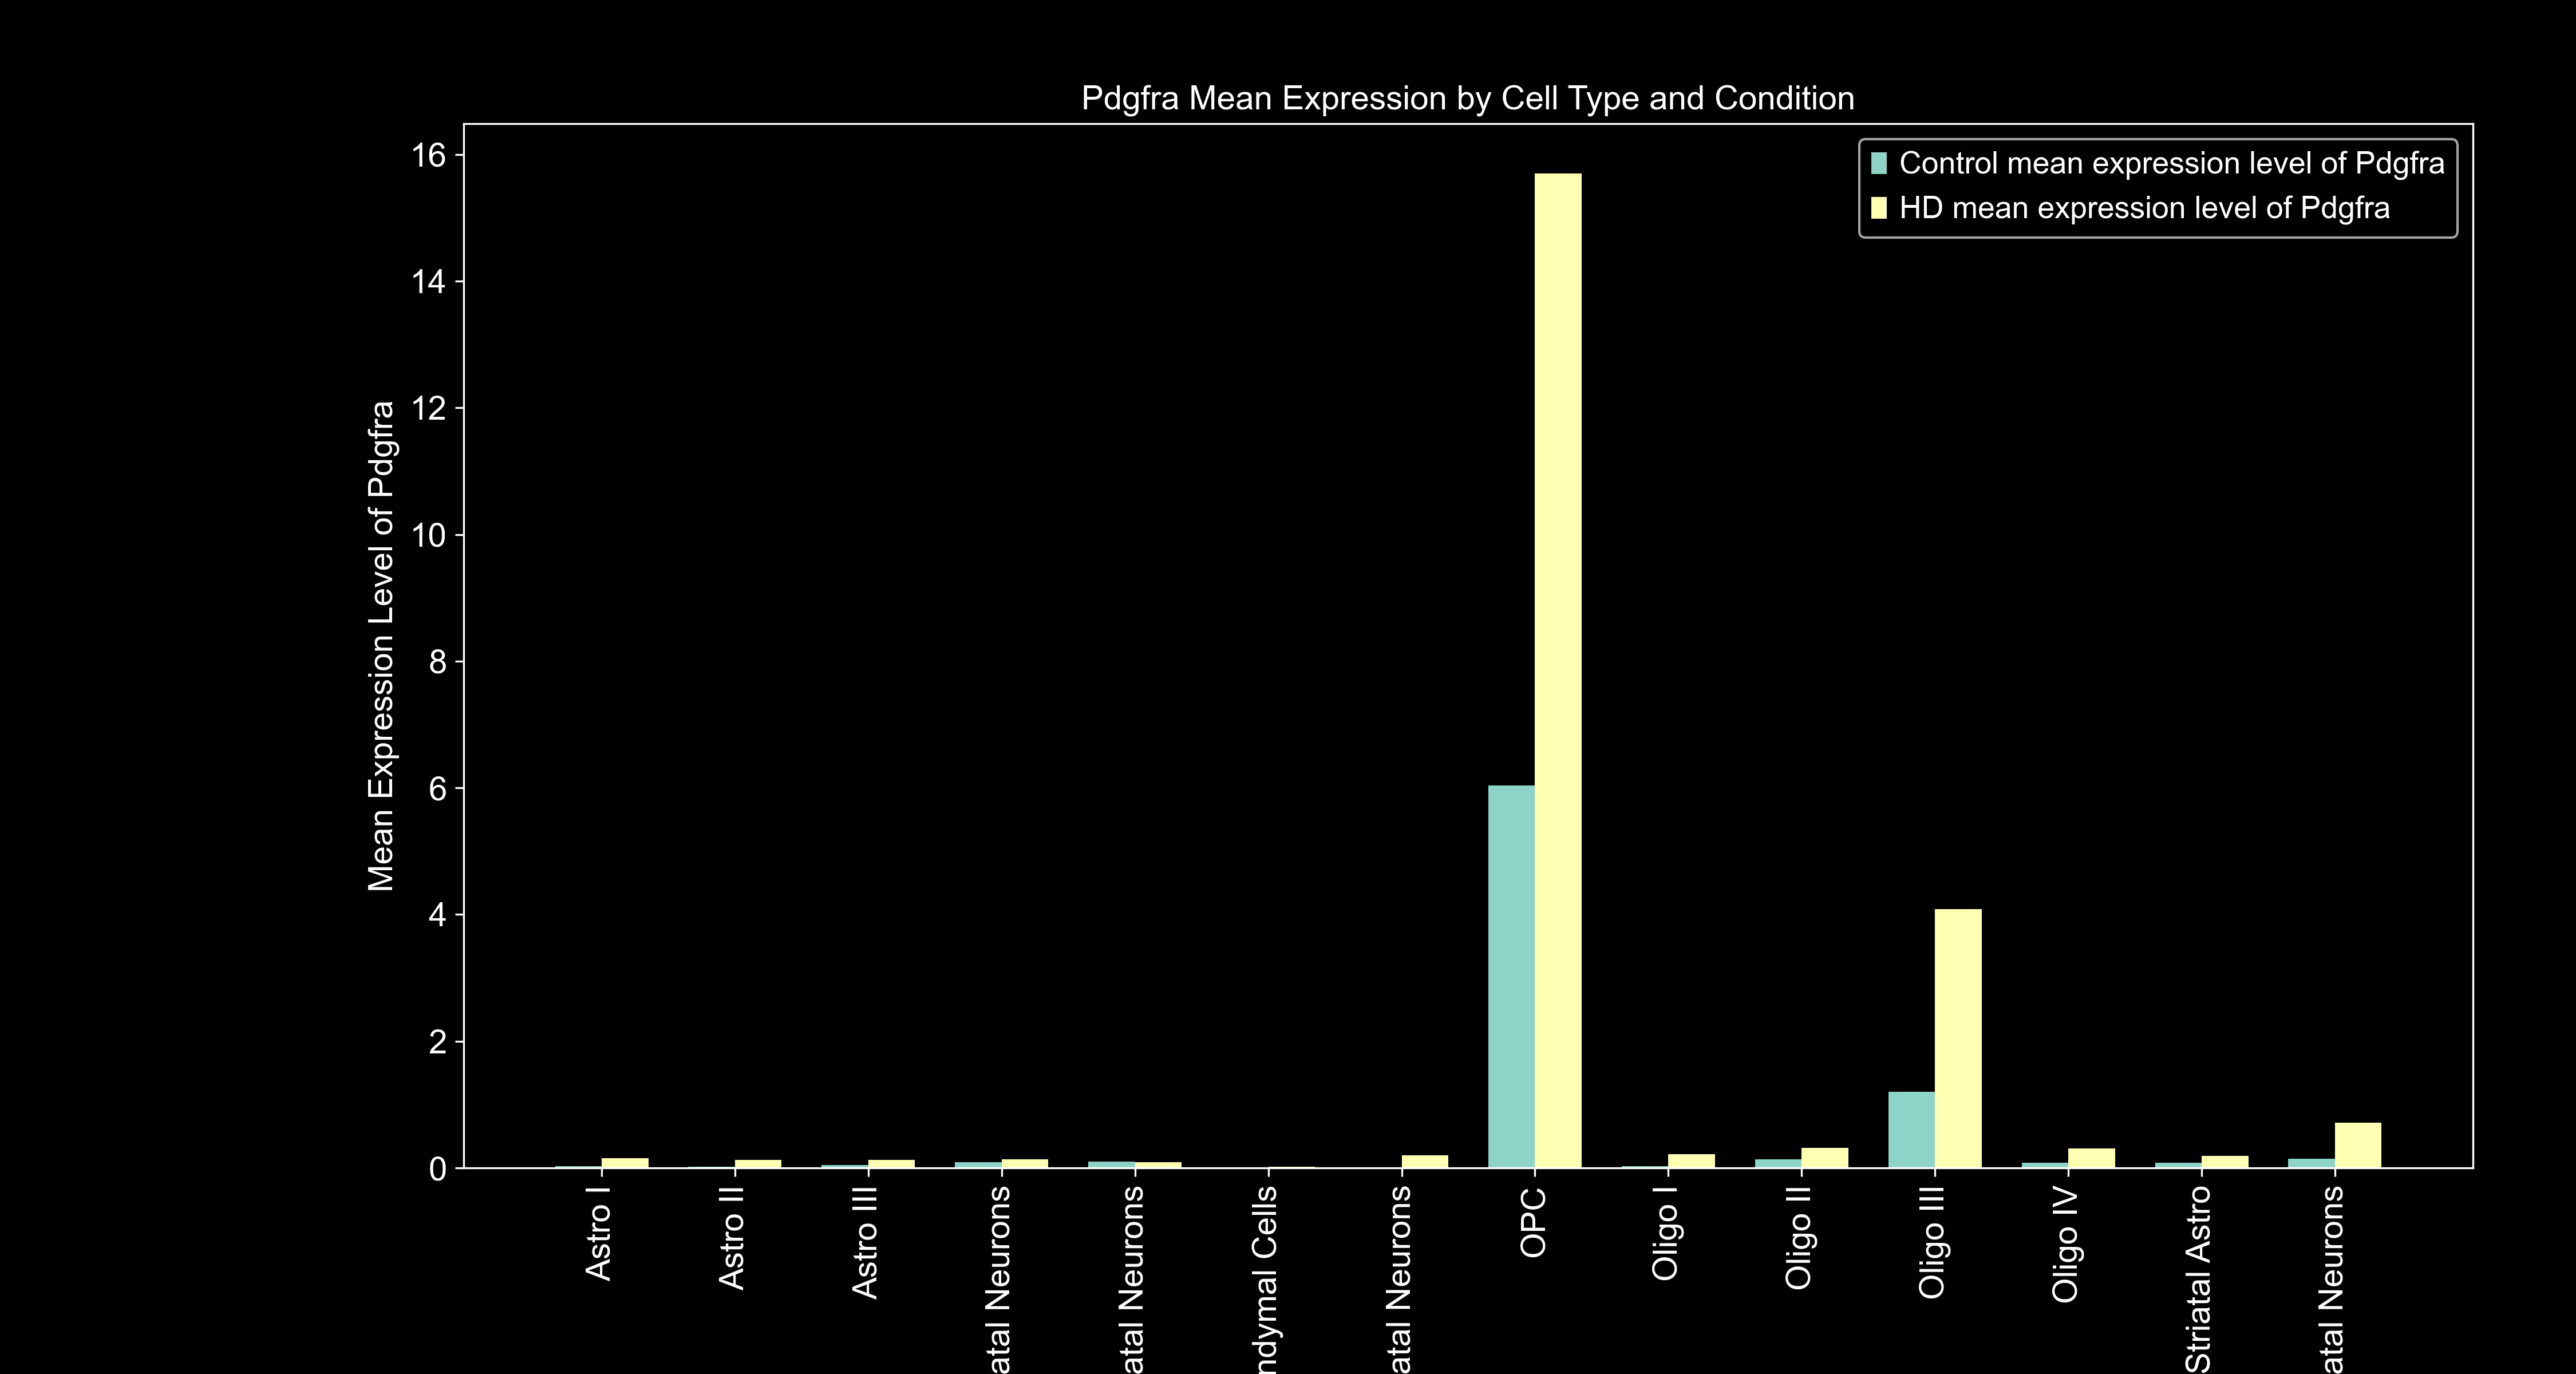 Pdgfra Mean Expression by Cell Type and Condition
Control mean expression level of Pdgfra
HD mean expression level of Pdgfra
Mean Expression Level of Pdgfra
16
14
12
10
8
6
4
2
0
Astro I
Astro II
Astro III
atal Neurons
atal Neurons
ndymal Cells
atal Neurons
OPC
Oligo I
Oligo II
Oligo III
Oligo IV
Striatal Astro
atal Neurons